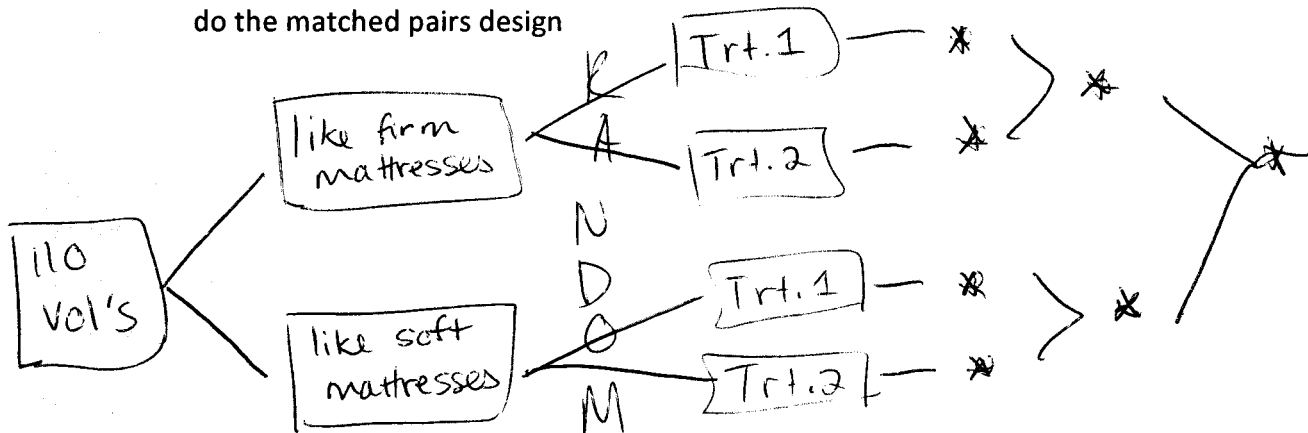 do the matched pairs design
like firm
mattresses
R
A
N
D
O
M
Trt.1
Trt.2
110
Vol's
like soft
mattresses
Trt.1
Trt.2